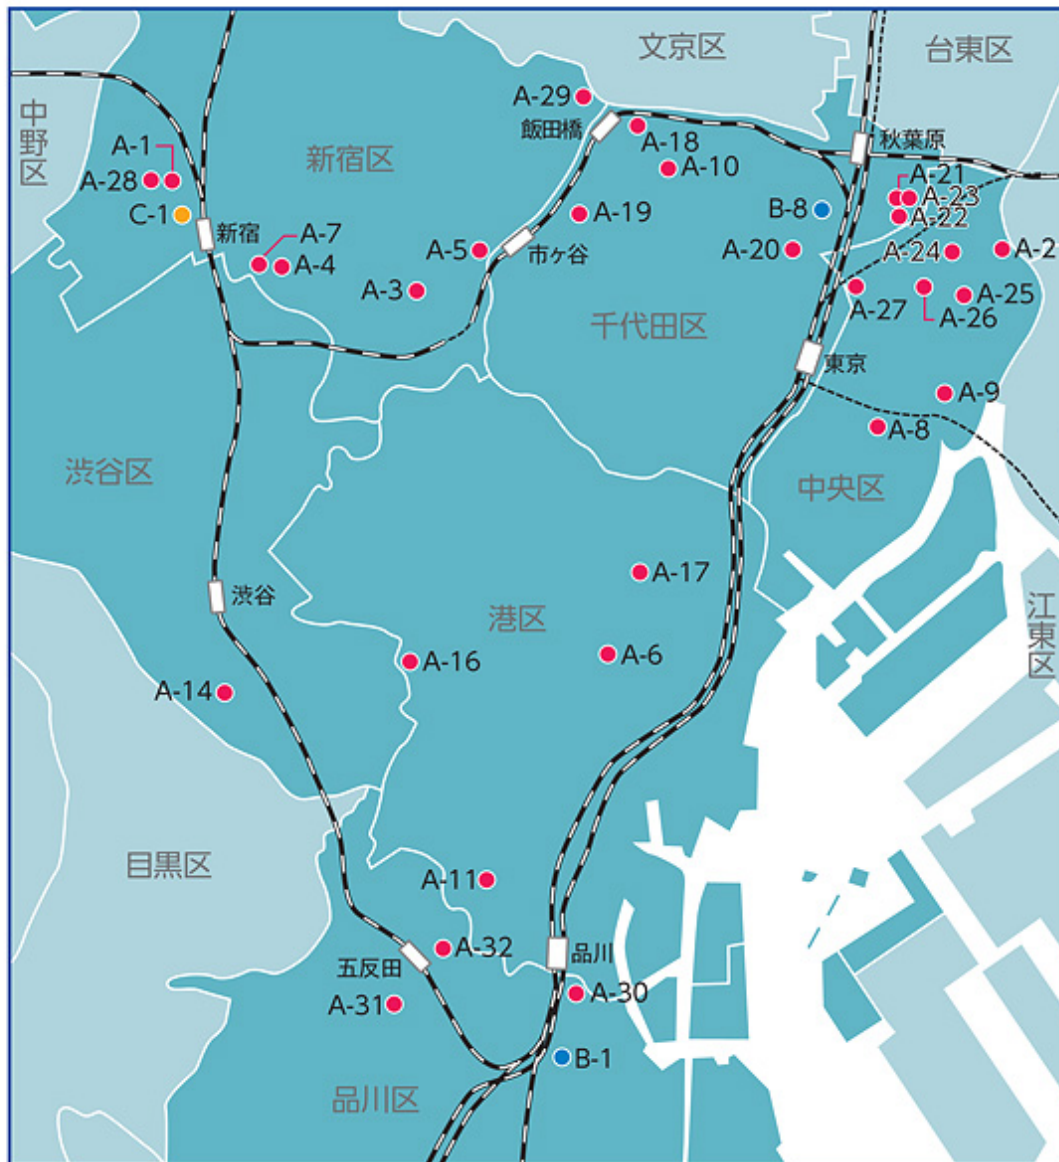 文京区
台東区
中野区
A-29
飯田橋
A-18
秋葉原
A-1
新宿区
A-10
A-21
A-28
A-23
C-1
A-19
B-8
A-22
新宿
A-7
A-5
市ヶ谷
A-20
A-24
A-2
A-4
A-3
A-27
A-25
千代田区
A-26
東京
A-9
A-8
渋谷区
中央区
A-17
渋谷
港区
江東区
A-16
A-6
A-14
目黒区
A-11
A-32
品川
五反田
A-30
A-31
B-1
品川区